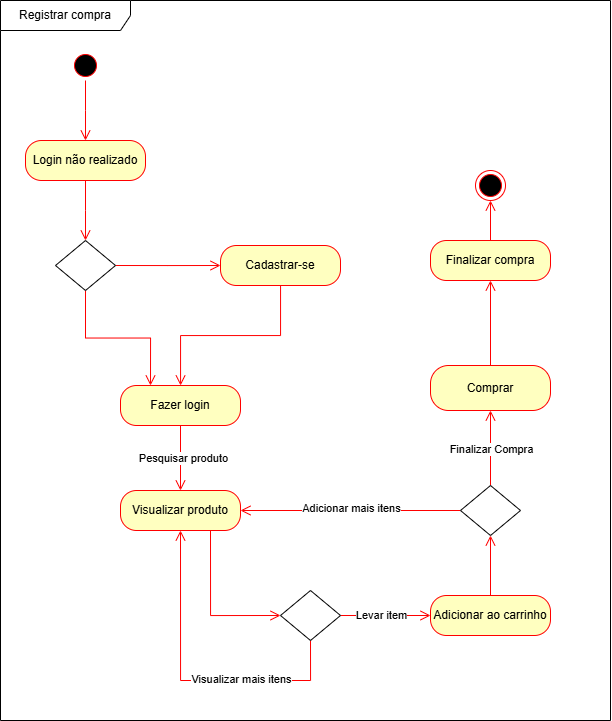 Registrar compra
Login não realizado
Cadastrar-se
Finalizar compra
Comprar
Fazer login
Finalizar Compra
Pesquisar produto
Visualizar produto
Adicionar mais itens
Levar item
Adicionar ao carrinho
Visualizar mais itens